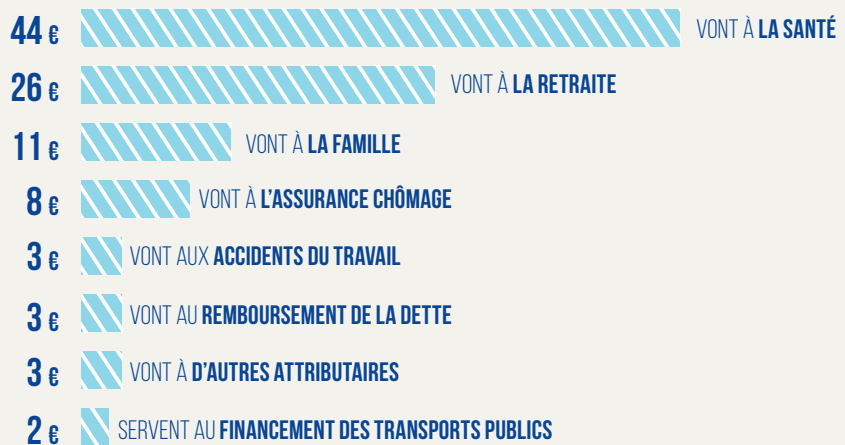 44 € VONT À LA SANTÉ
26 € VONT À LA RETRAITE
11 € VONT À LA FAMILLE
8 € VONT À L'ASSURANCE CHÔMAGE
3 € VONT AUX ACCIDENTS DU TRAVAIL
3 € VONT AU REMBOURSEMENT DE LA DETTE
3 € VONT À D'AUTRES ATTRIBUTAIRES
2 € SERVENT AU FINANCEMENT DES TRANSPORTS PUBLICS